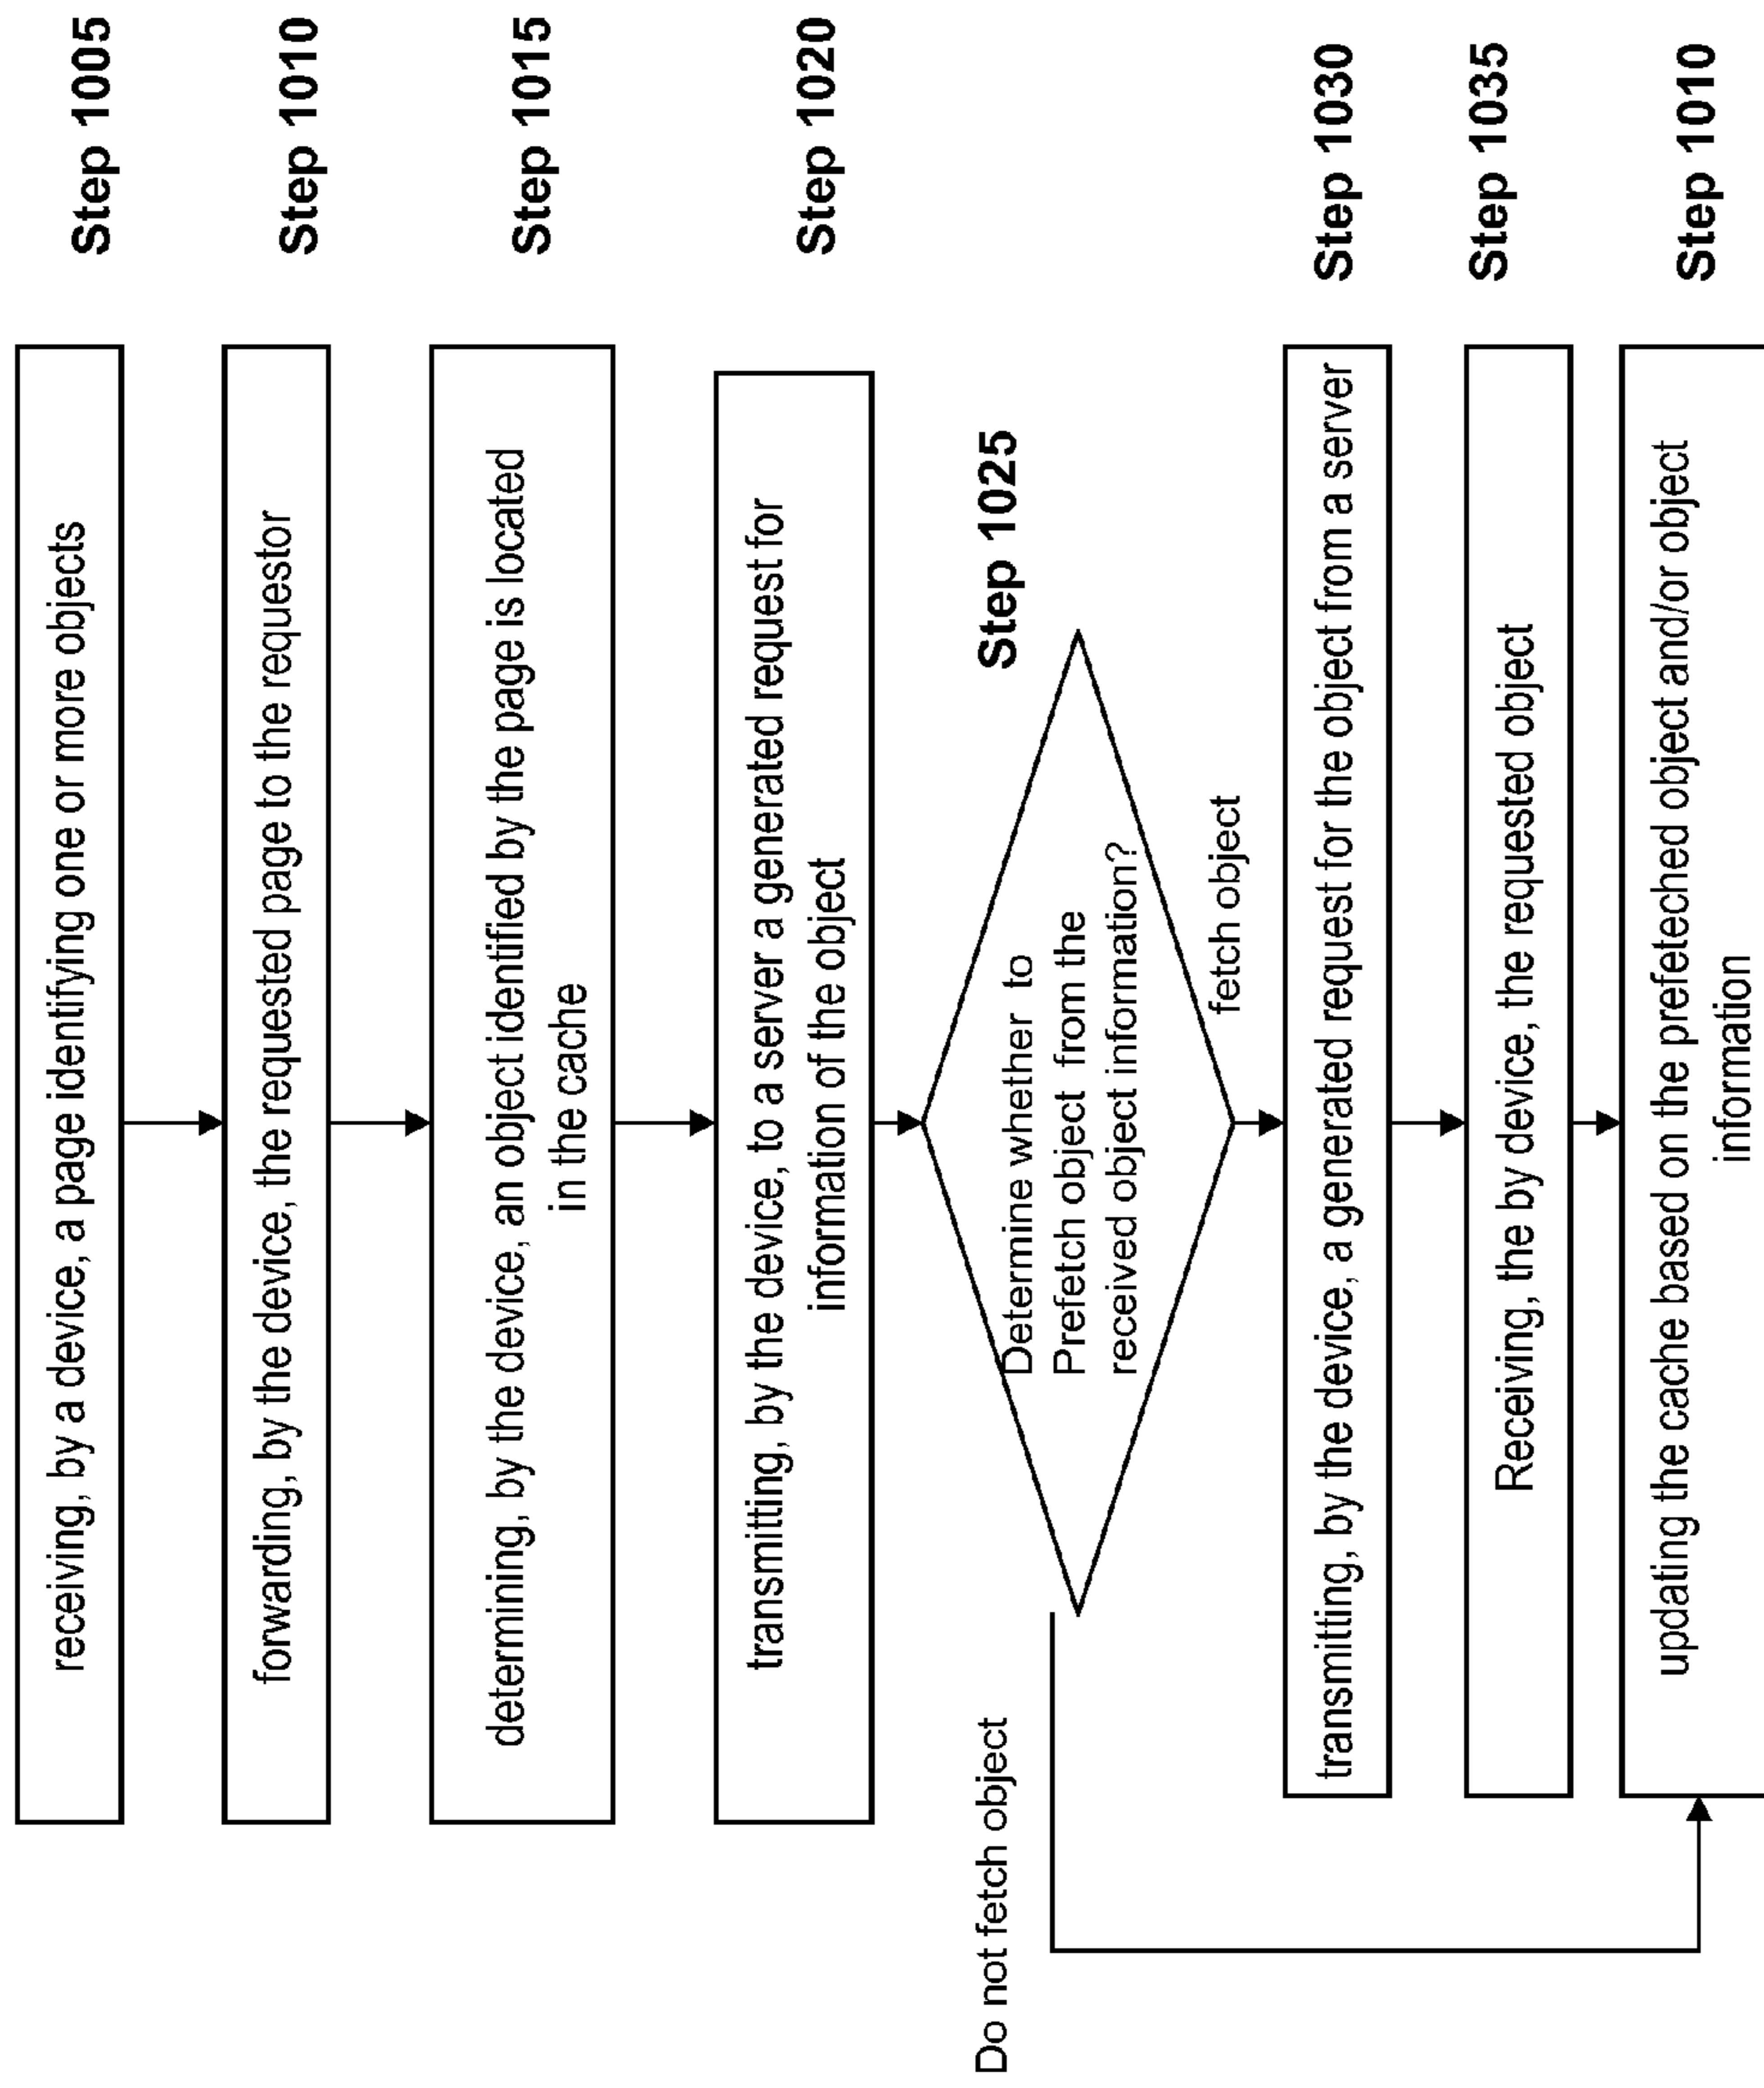 receiving, by a device, a page identifying one or more objects
Step 1005
forwarding, by the device, the requested page to the requestor
Step 1010
determining, by the device, an object identified by the page is located
in the cache
Step 1015
transmitting, by the device, to a server a generated request for
information of the object
Step 1020
Do not fetch object
Step 1025
Determine whether to
Prefetch object from the
received object information?
fetch object
transmitting, by the device, a generated request for the object from a server
Step 1030
Receiving, the by device, the requested object
Step 1035
updating the cache based on the prefeteched object and/or object
information
Step 1010